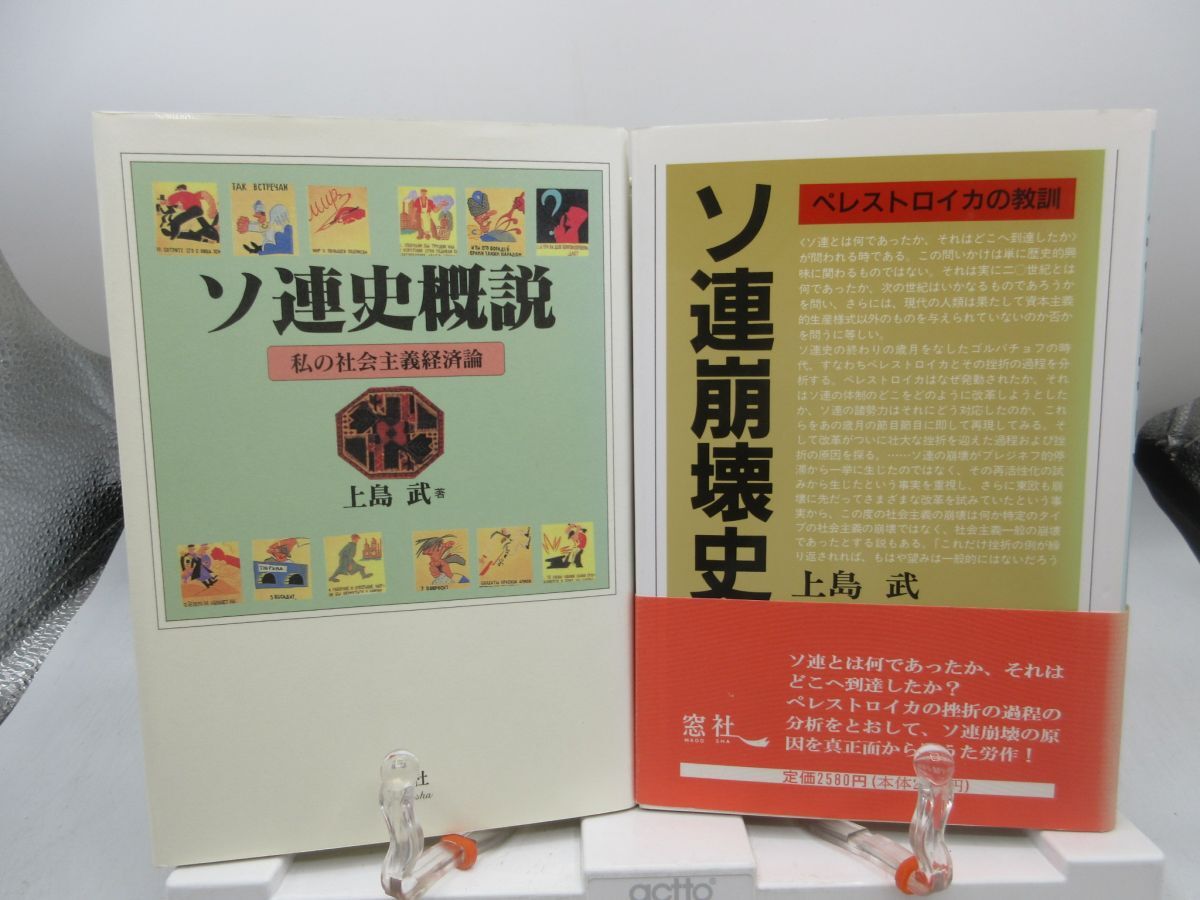 ТАК ВСТРЕЧАЙ
ソ連史概説
私の社会主義経済論
上島 武 著
社
sha
ペレストロイカの教訓
ソ連崩壊史
〈ソ連とは何であったか、それはどこへ到達したか〉
が問われる時である。この問いかけは単に歴史的興
味に関わるものではない。それは実に二〇世紀とは
何であったか、次の世紀はいかなるものであろうか
を問い、さらには、現代の人類は果たして資本主義
的生産様式以外のものを与えられていないのか否か
を問うに等しい。
ソ連史の終わりの歳月をなしたゴルバチョフの時
代、すなわちペレストロイカとその挫折の過程を分
析する。ペレストロイカはなぜ発動されたか、それ
はソ連の体制のどこをどのように改革しようとした
か、ソ連の諸勢力はそれにどう対応したのか、これ
らをあの歳月の節目節目に即して再現してみる。そ
して改革がついに壮大な挫折を迎えた過程および挫
折の原因を探る。……ソ連の崩壊がブレジネフ的停
滞から一挙に生じたのではなく、その再活性化の試
みから生じたという事実を重視し、さらに東欧も崩
壊に先だってさまざまな改革を試みていたという事
実から、この度の社会主義の崩壊は何か特定のタイ
プの社会主義の崩壊ではなく、社会主義一般の崩壊
であったとする説もある。「これだけ挫折の例が繰
り返されれば、もはや望みは一般的にはないだろう
上島 武
ソ連とは何であったか、それは
どこへ到達したか？
ペレストロイカの挫折の過程の
分析をとおして、ソ連崩壊の原
因を真正面から た労作！
窓社
MADO SHA
定価2580円(本体2 円)
actto